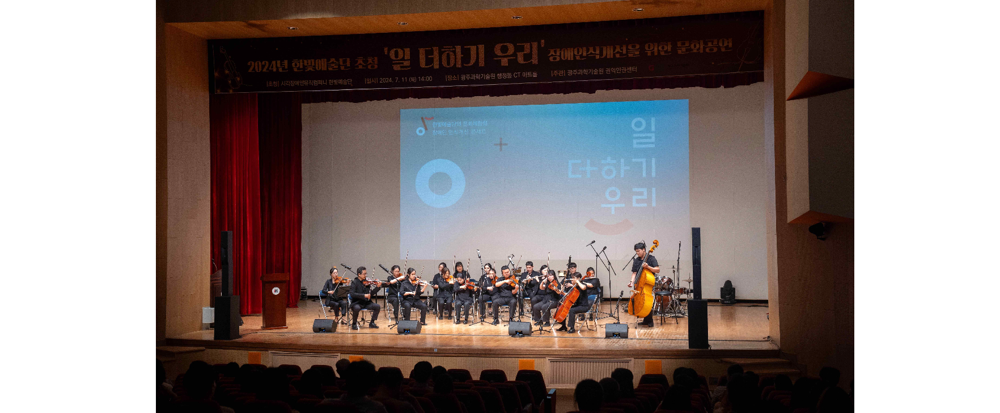 2024년 한빛예술단 초청 '일 더하기 우리' 장애인식개선을 위한 문화공연
|초청| 시각장애인뮤직컴퍼니 한빛예술단 |일시| 2024. 7. 11 (목) 14:00 |장소| 광주과학기술원 행정동 CT 아트홀 |주관| 광주과학기술원 권익인권센터
한빛예술단의 문화체험형
장애인 인식개선 콘서트
일
더하기
우리